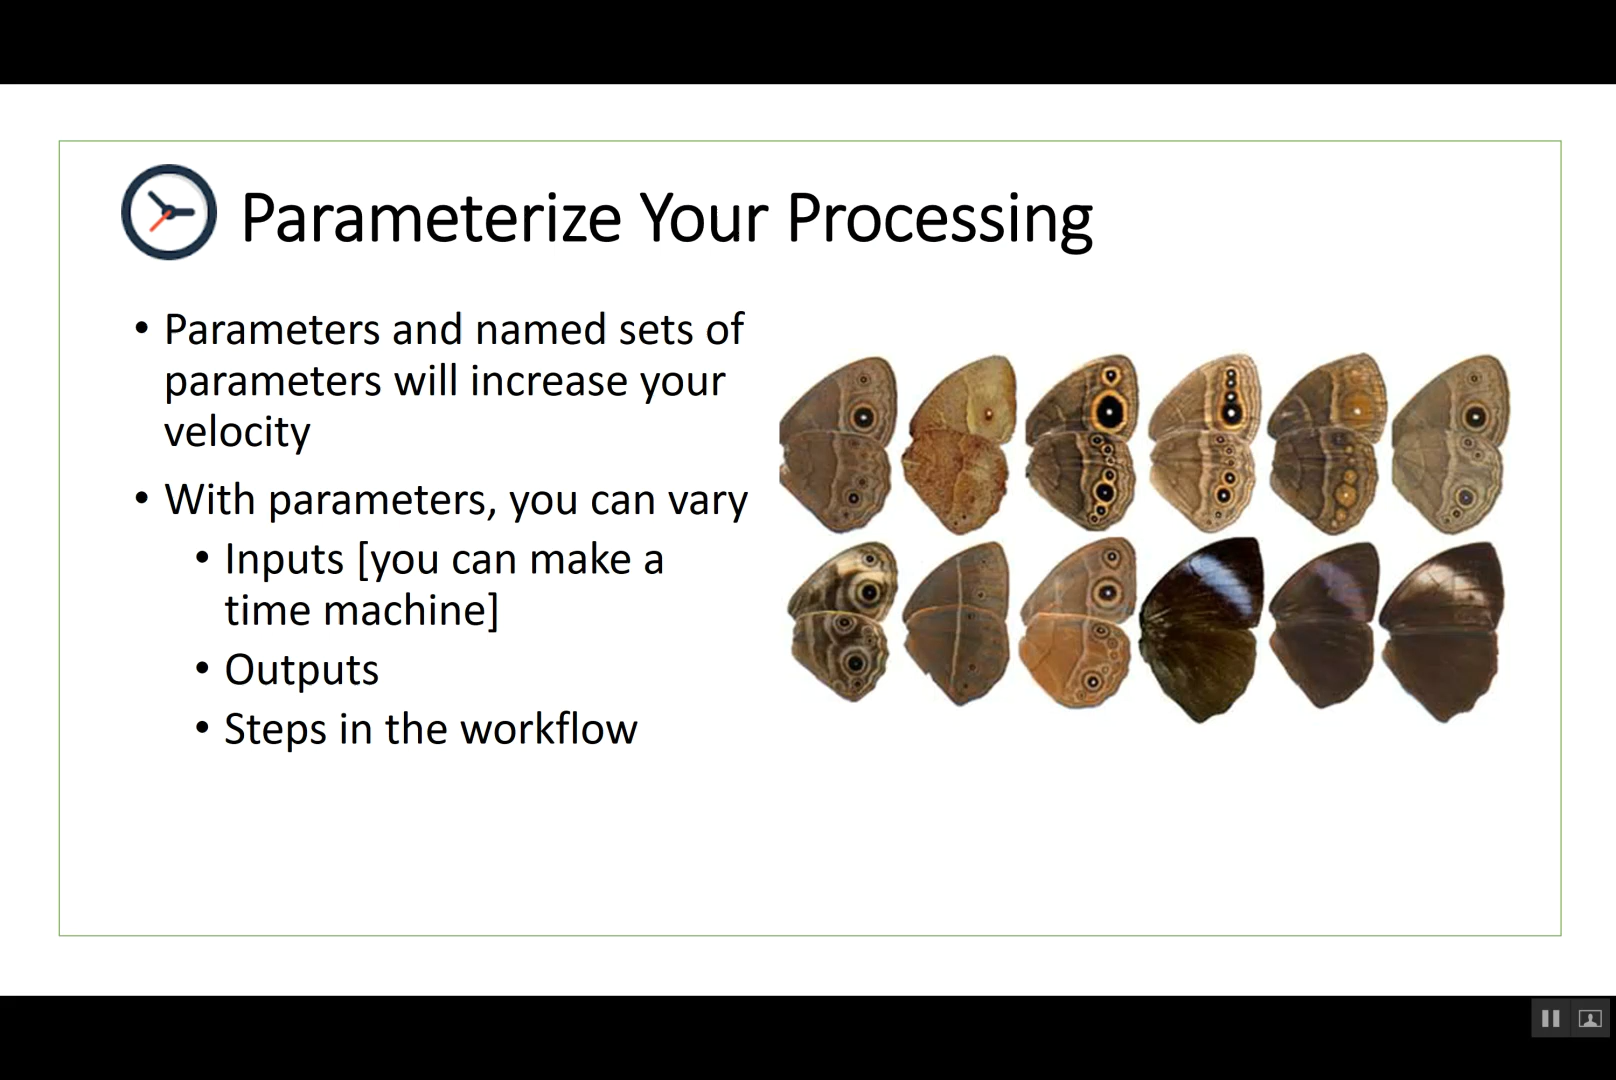 Parameterize Your Processing
• Parameters and named sets of
parameters will increase your
velocity
• With parameters, you can vary
• Inputs [you can make a
time machine]
• Outputs
• Steps in the workflow